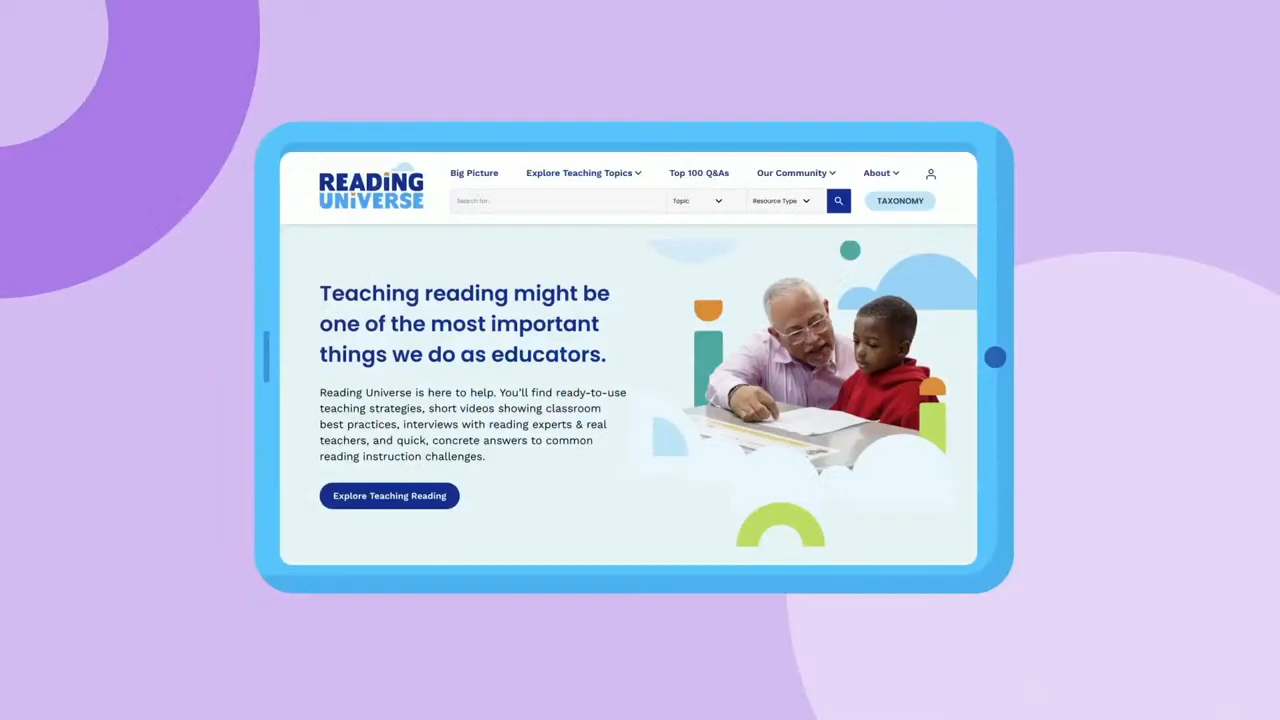 READiNG
UNiVERSE
Big Picture
Explore Teaching Topics
Top 100 Q&As
Our Community
About
Search for...
Topic
Resource Type
TAXONOMY
Teaching reading might be
one of the most important
things we do as educators.
Reading Universe is here to help. You'll find ready-to-use
teaching strategies, short videos showing classroom
best practices, interviews with reading experts & real
teachers, and quick, concrete answers to common
reading instruction challenges.
Explore Teaching Reading